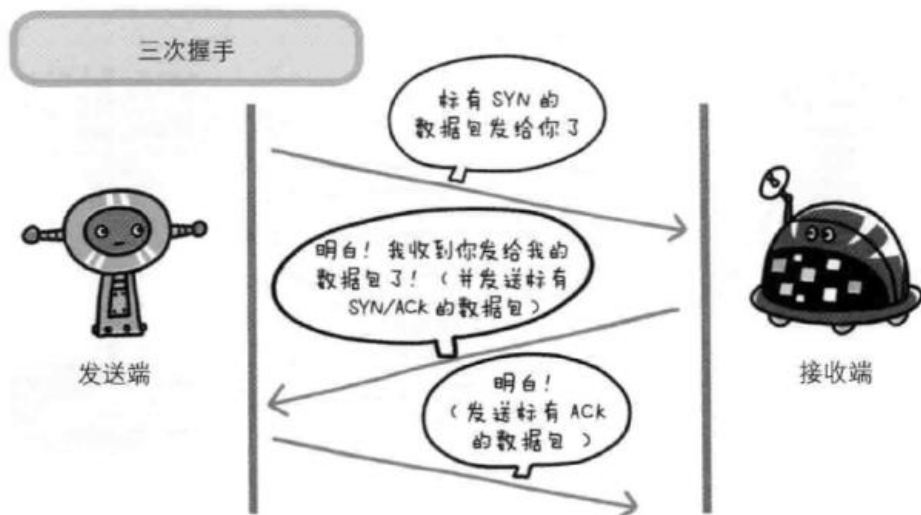 三次握手
标有 SYN 的
数据包发给你了
明白！我收到你发给我的
数据包了！（并发送标有
SYN/ACK 的数据包）
发送端
接收端
明白！
（发送标有 ACK
的数据包）